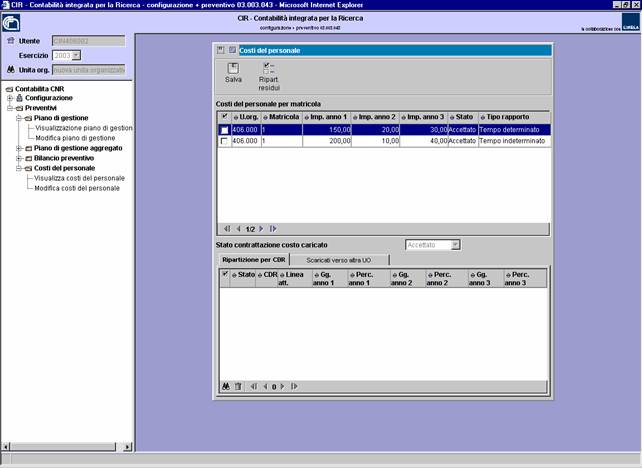 CIR - Contabilità integrata per la Ricerca - configurazione + preventivo 03.003.043 - Microsoft Internet Explorer
CIR - Contabilità integrata per la Ricerca
configurazione + preventivo 03.003.043
in collaborazione con CINECA
Utente
Esercizio 2003
Unita org. nuova unita organizzativ
Contabilita CNR
Configurazione
Preventivi
Piano di gestione
Visualizzazione piano di gestion
Modifica piano di gestione
Piano di gestione aggregato
Bilancio preventivo
Costi del personale
Visualizza costi del personale
Modifica costi del personale
Costi del personale
Salva Ripart. residui
Costi del personale per matricola
U.org. Matricola Imp. anno 1 Imp. anno 2 Imp. anno 3 Stato Tipo rapporto
406.000 1 150,00 20,00 30,00 Accettato Tempo determinato
406.000 1 200,00 10,00 40,00 Accettato Tempo indeterminato
1/2
Stato contrattazione costo caricato Accettato
Ripartizione per CDR Scaricati verso altra UO
Stato CDR Linea att. Gg. anno 1 Perc. anno 1 Gg. anno 2 Perc. anno 2 Gg. anno 3 Perc. anno 3
0